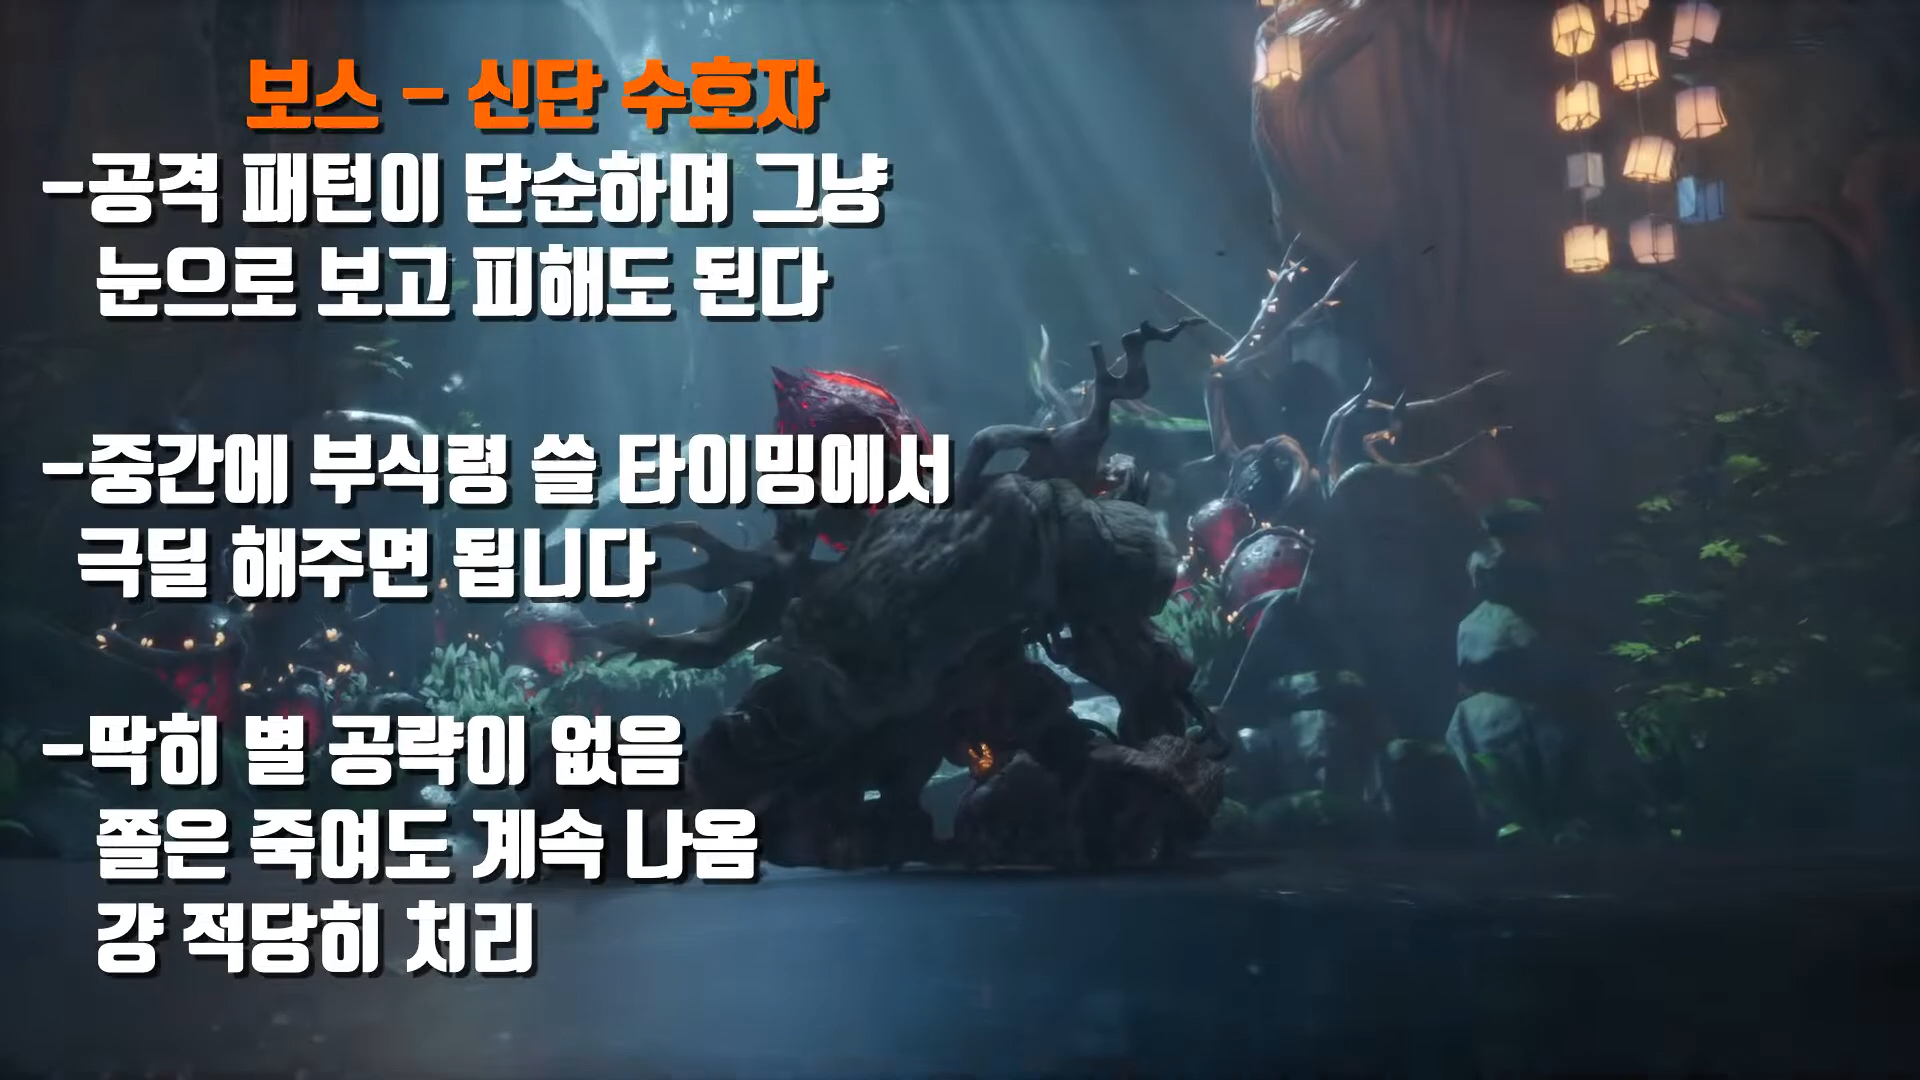 보스 - 신단 수호자
-공격 패턴이 단순하며 그냥
눈으로 보고 피해도 된다
-중간에 부식령 쓸 타이밍에서
극딜 해주면 됩니다
-딱히 별 공략이 없음
쫄은 죽여도 계속 나옴
걍 적당히 처리